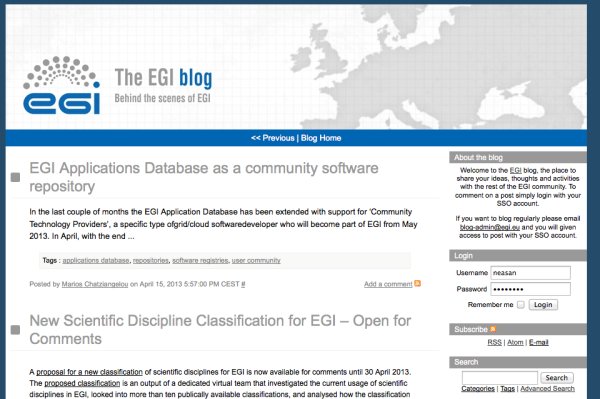 egi
The EGI blog
Behind the scenes of EGI
<< Previous | Blog Home
EGI Applications Database as a community software
repository
In the last couple of months the EGI Application Database has been extended with support for 'Community
Technology Providers', a specific type ofgrid/cloud softwaredeveloper who will become part of EGI from May
2013. In April, with the end ...
Tags : applications database, repositories, software registries, user community
Posted by Marios Chatziangelou on April 15, 2013 5:57:00 PM CEST #
Add a comment
New Scientific Discipline Classification for EGI – Open for
Comments
A proposal for a new classification of scientific disciplines for EGI is now available for comments until 30 April 2013.
The proposed classification is an output of a dedicated virtual team that investigated the current usage of scientific
disciplines in EGI, looked into more than ten publically available classifications, and analysed how the classification
About the blog
Welcome to the EGI blog, the place to
share your ideas, thoughts and activities
with the rest of the EGI community. To
comment on a post simply login with your
SSO account.
If you want to blog regularly please email
blog-admin@egi.eu and you will given
access to post with your SSO account.
Login
Username neasan
Password ••••••••
Remember me Login
Subscribe
RSS | Atom | E-mail
Search
Search
Categories | Tags | Advanced Search